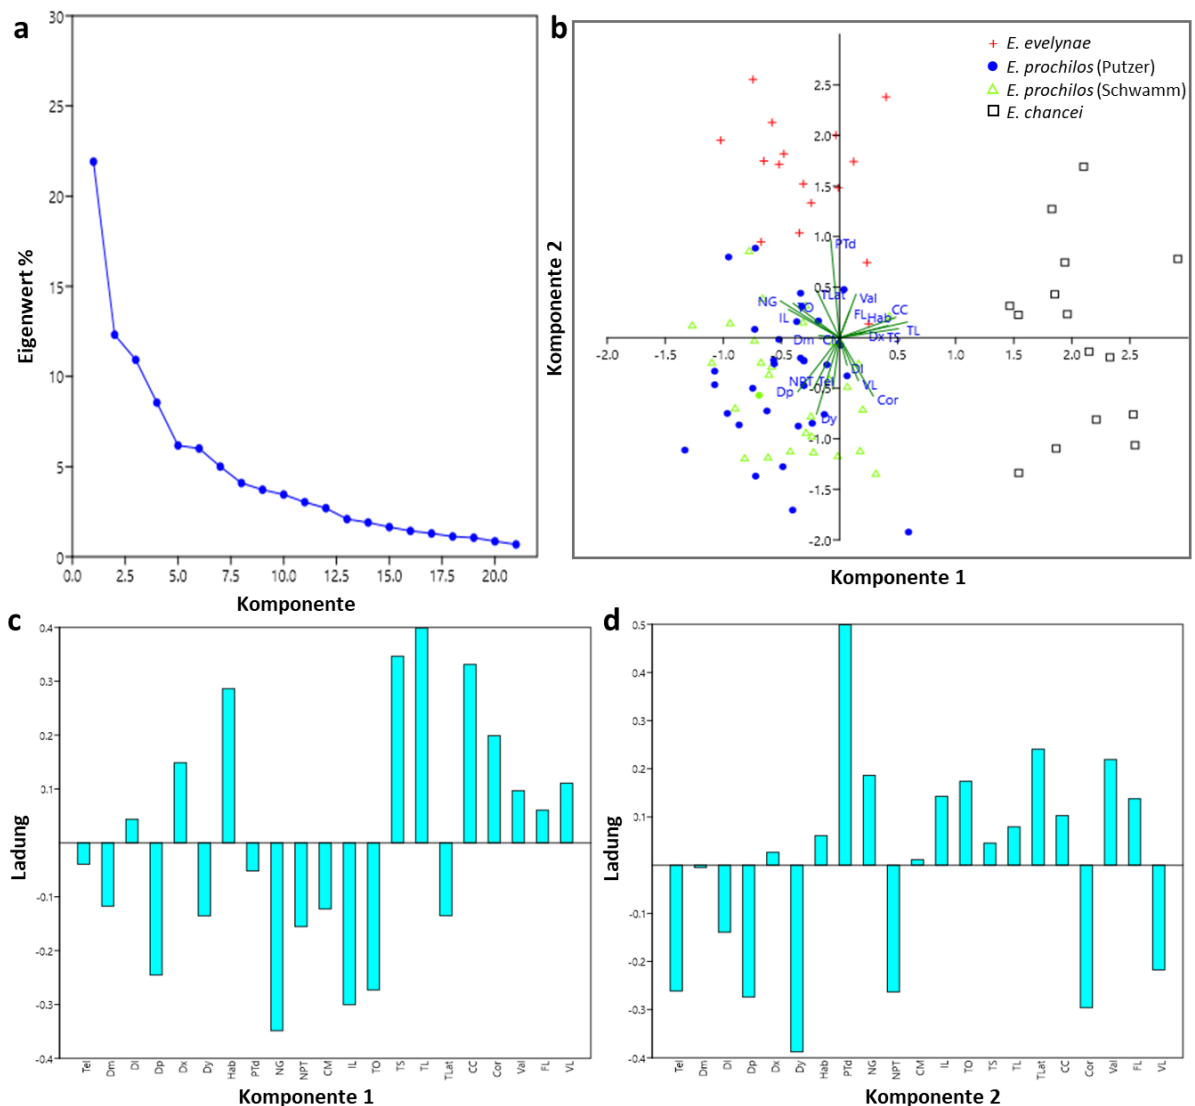 a
30
25
20
15
10
5
0
0.0 2.5 5.0 7.5 10.0 12.5 15.0 17.5 20.0
Eigenwert %
Komponente
b
E. evelynae
E. prochilos (Putzer)
E. prochilos (Schwamm)
E. chancei
2.5
2.0
1.5
1.0
0.5
-0.5
-1.0
-1.5
-2.0
-2.0 -1.5 -1.0 -0.5 0.5 1.0 1.5 2.0 2.5
PTd
TLat
Val
NG
TO
IL
FL
Hab
CC
TL
Dm
Dx
TS
Dl
NPT
Tel
VL
Dp
Cor
Dy
Komponente 2
Komponente 1
c
0.4
0.3
0.2
0.1
-0.1
-0.2
-0.3
-0.4
Ladung
Tel Dm Dl Dp Dx Dy Hab PTd NG NPT CM IL TO TS TL TLat CC Cor Val FL VL
Komponente 1
d
0.5
0.4
0.3
0.2
0.1
-0.1
-0.2
-0.3
-0.4
Ladung
Tel Dm Dl Dp Dx Dy Hab PTd NG NPT CM IL TO TS TL TLat CC Cor Val FL VL
Komponente 2